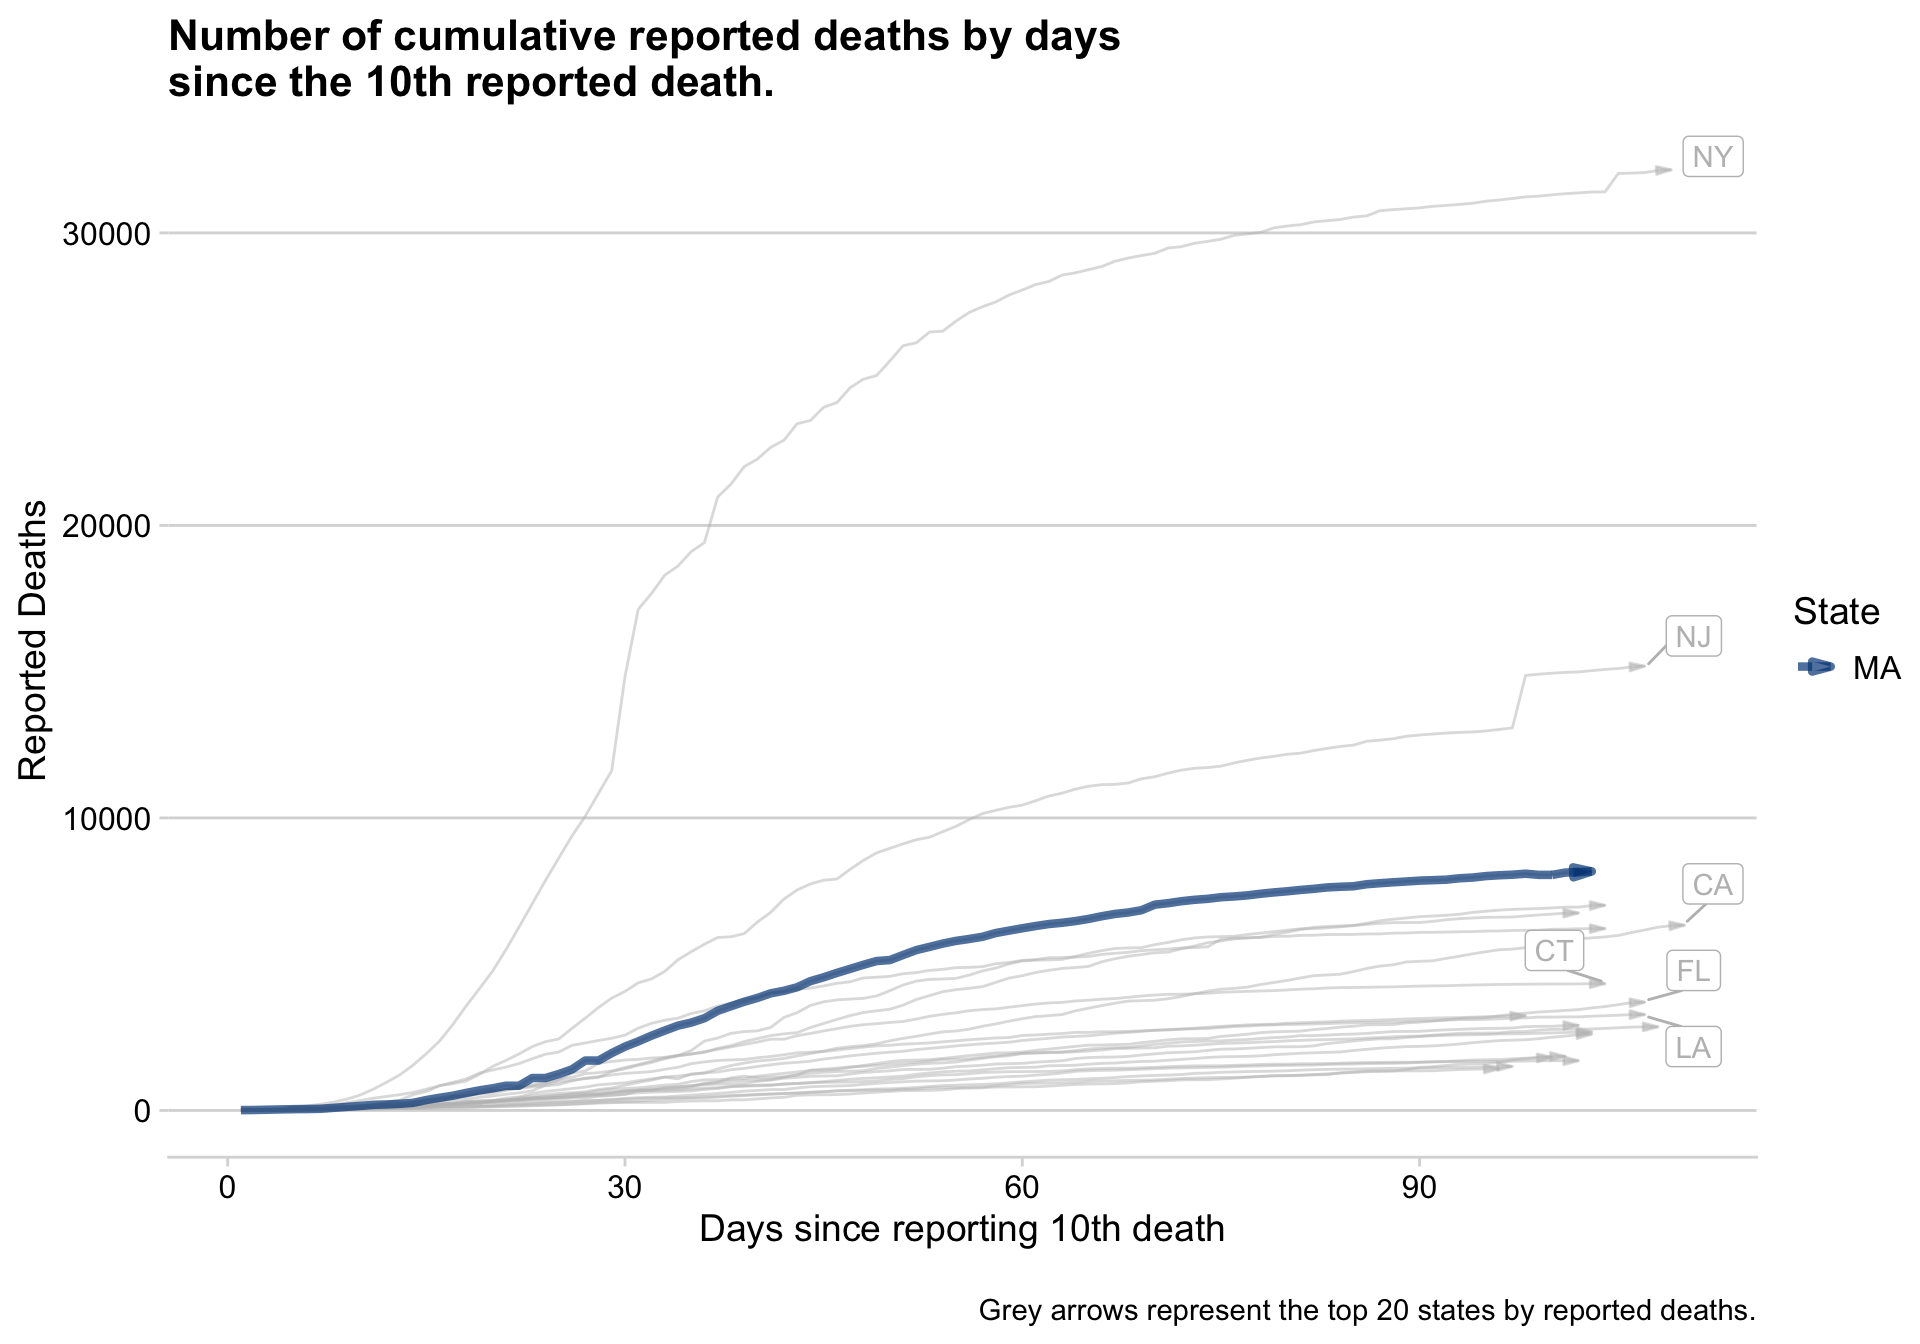 Number of cumulative reported deaths by days
since the 10th reported death.
NY
30000
20000
Reported Deaths
State
NJ
MA
10000
CA
CT
FL
LA
0
0 30 60 90
Days since reporting 10th death
Grey arrows represent the top 20 states by reported deaths.